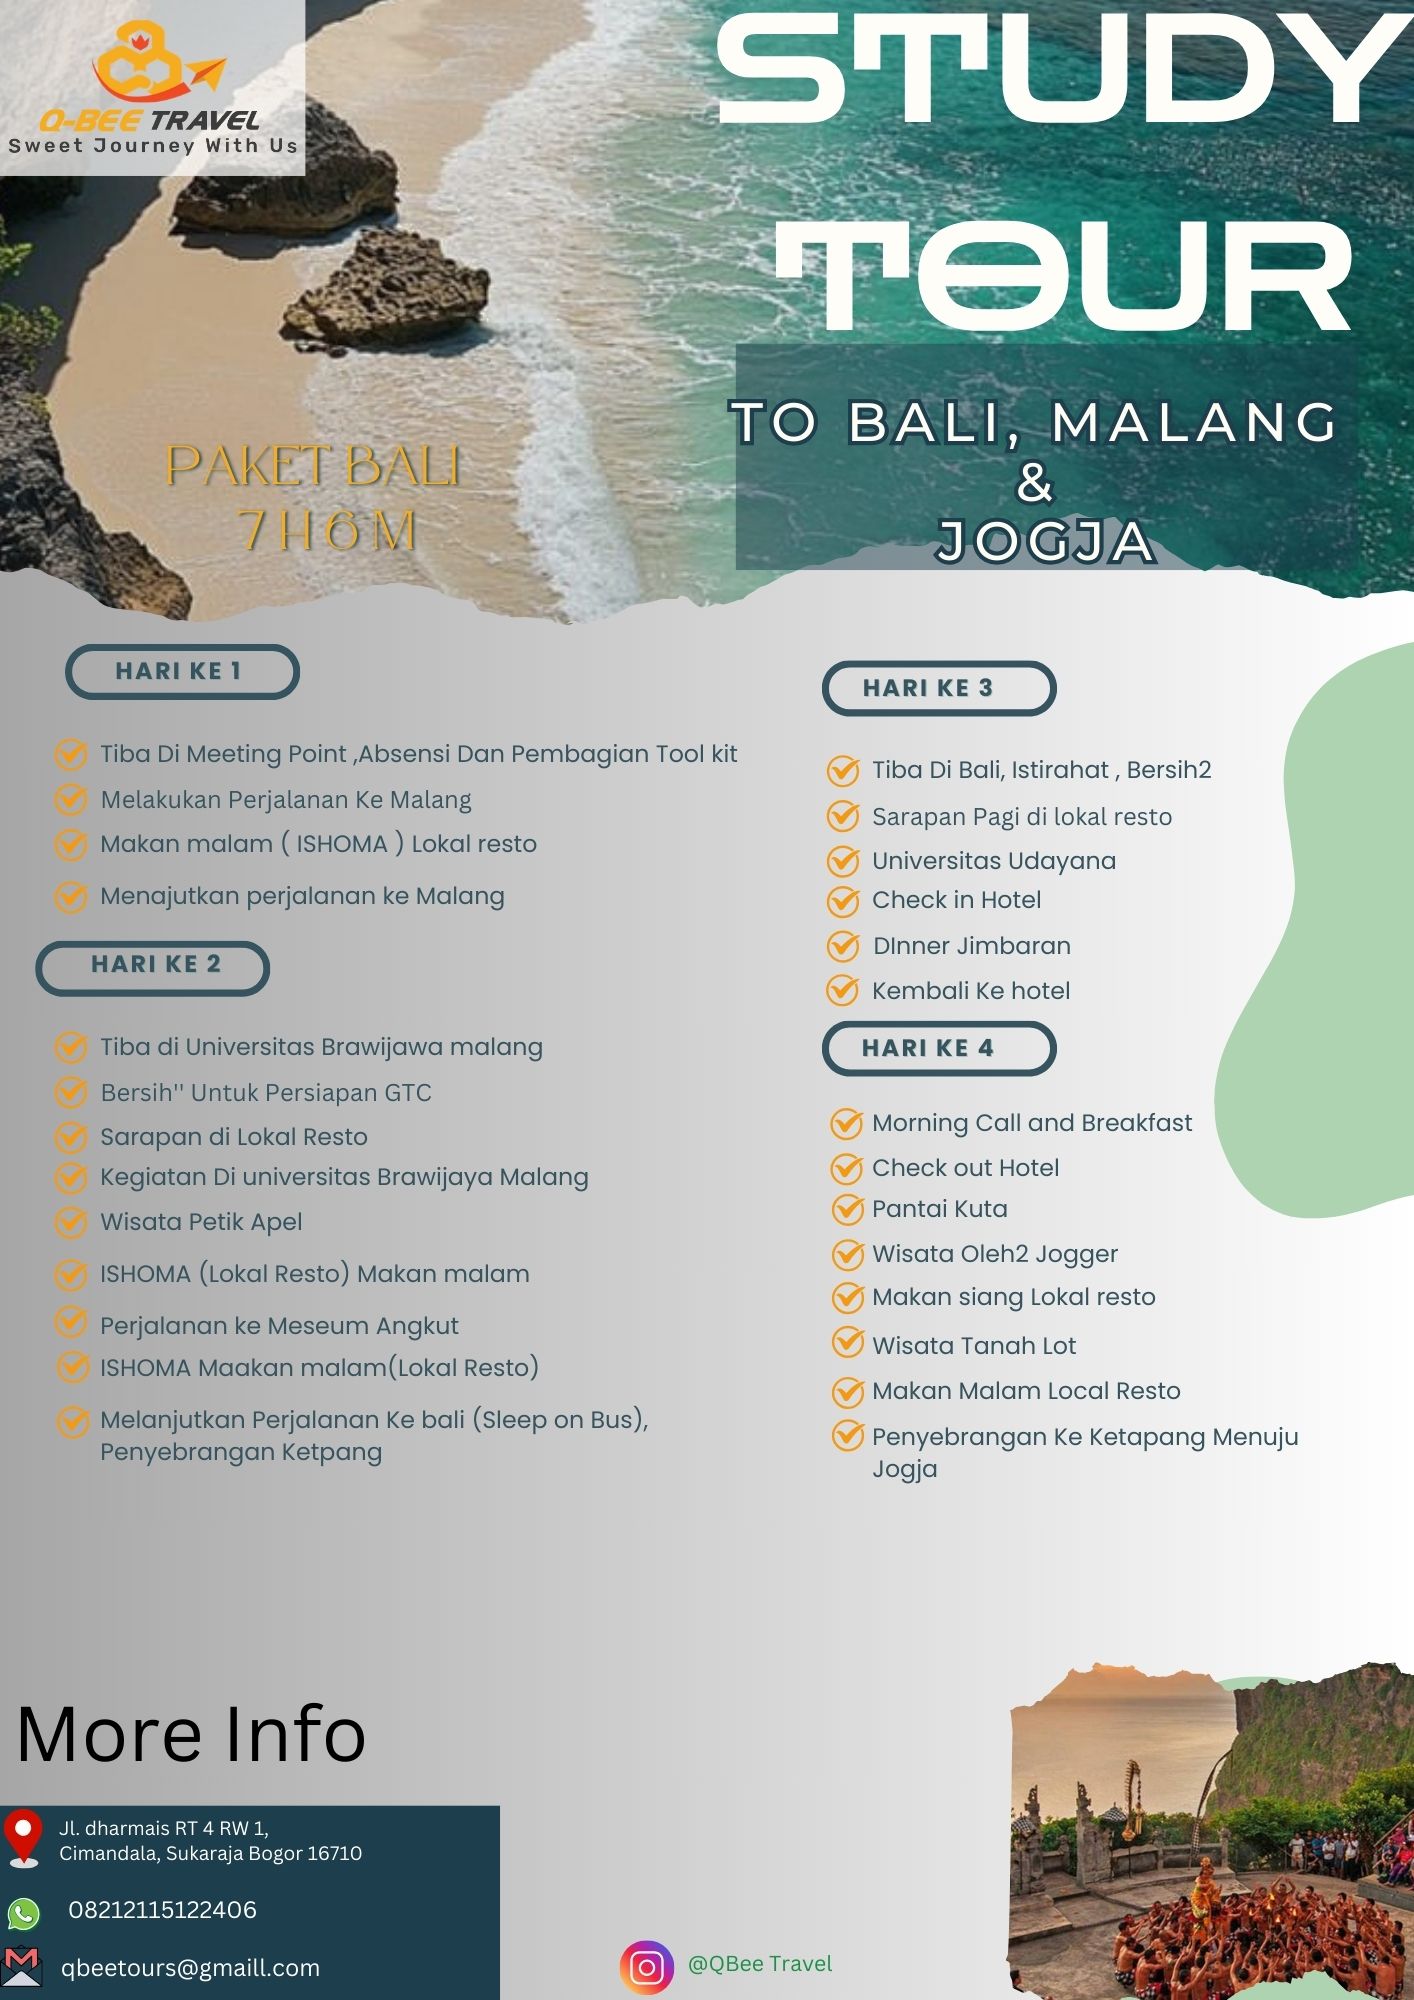 Q-BEE TRAVEL
Sweet Journey With Us
STUDY
TOUR
TO BALI, MALANG
&
JOGJA
PAKET BALI
7H6M
HARI KE 1
Tiba Di Meeting Point ,Absensi Dan Pembagian Tool kit
Melakukan Perjalanan Ke Malang
Makan malam ( ISHOMA ) Lokal resto
Menajutkan perjalanan ke Malang
HARI KE 2
Tiba di Universitas Brawijawa malang
Bersih'' Untuk Persiapan GTC
Sarapan di Lokal Resto
Kegiatan Di universitas Brawijaya Malang
Wisata Petik Apel
ISHOMA (Lokal Resto) Makan malam
Perjalanan ke Meseum Angkut
ISHOMA Maakan malam(Lokal Resto)
Melanjutkan Perjalanan Ke bali (Sleep on Bus),
Penyebrangan Ketpang
HARI KE 3
Tiba Di Bali, Istirahat , Bersih2
Sarapan Pagi di lokal resto
Universitas Udayana
Check in Hotel
DInner Jimbaran
Kembali Ke hotel
HARI KE 4
Morning Call and Breakfast
Check out Hotel
Pantai Kuta
Wisata Oleh2 Jogger
Makan siang Lokal resto
Wisata Tanah Lot
Makan Malam Local Resto
Penyebrangan Ke Ketapang Menuju
Jogja
More Info
Jl. dharmais RT 4 RW 1,
Cimandala, Sukaraja Bogor 16710
08212115122406
qbeetours@gmaill.com
@QBee Travel